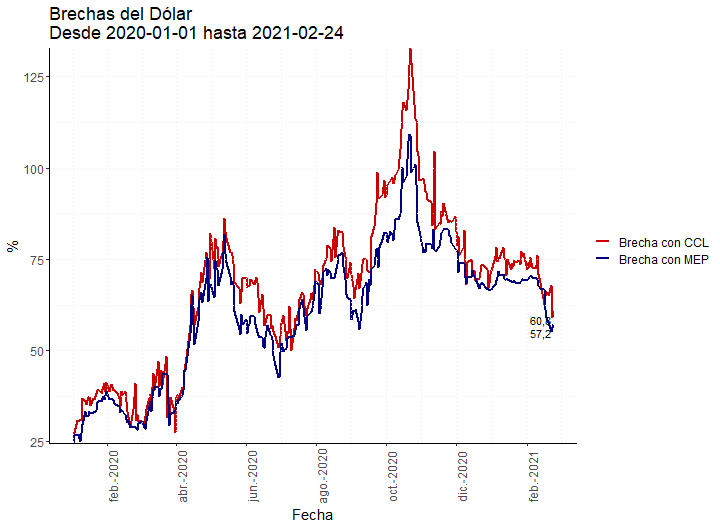 Brechas del Dólar
Desde 2020-01-01 hasta 2021-02-24
%
125
100
75
50
25
60,
57,2
feb.-2020
abr.-2020
jun.-2020
ago.-2020
oct.-2020
dic.-2020
feb.-2021
Fecha
Brecha con CCL
Brecha con MEP